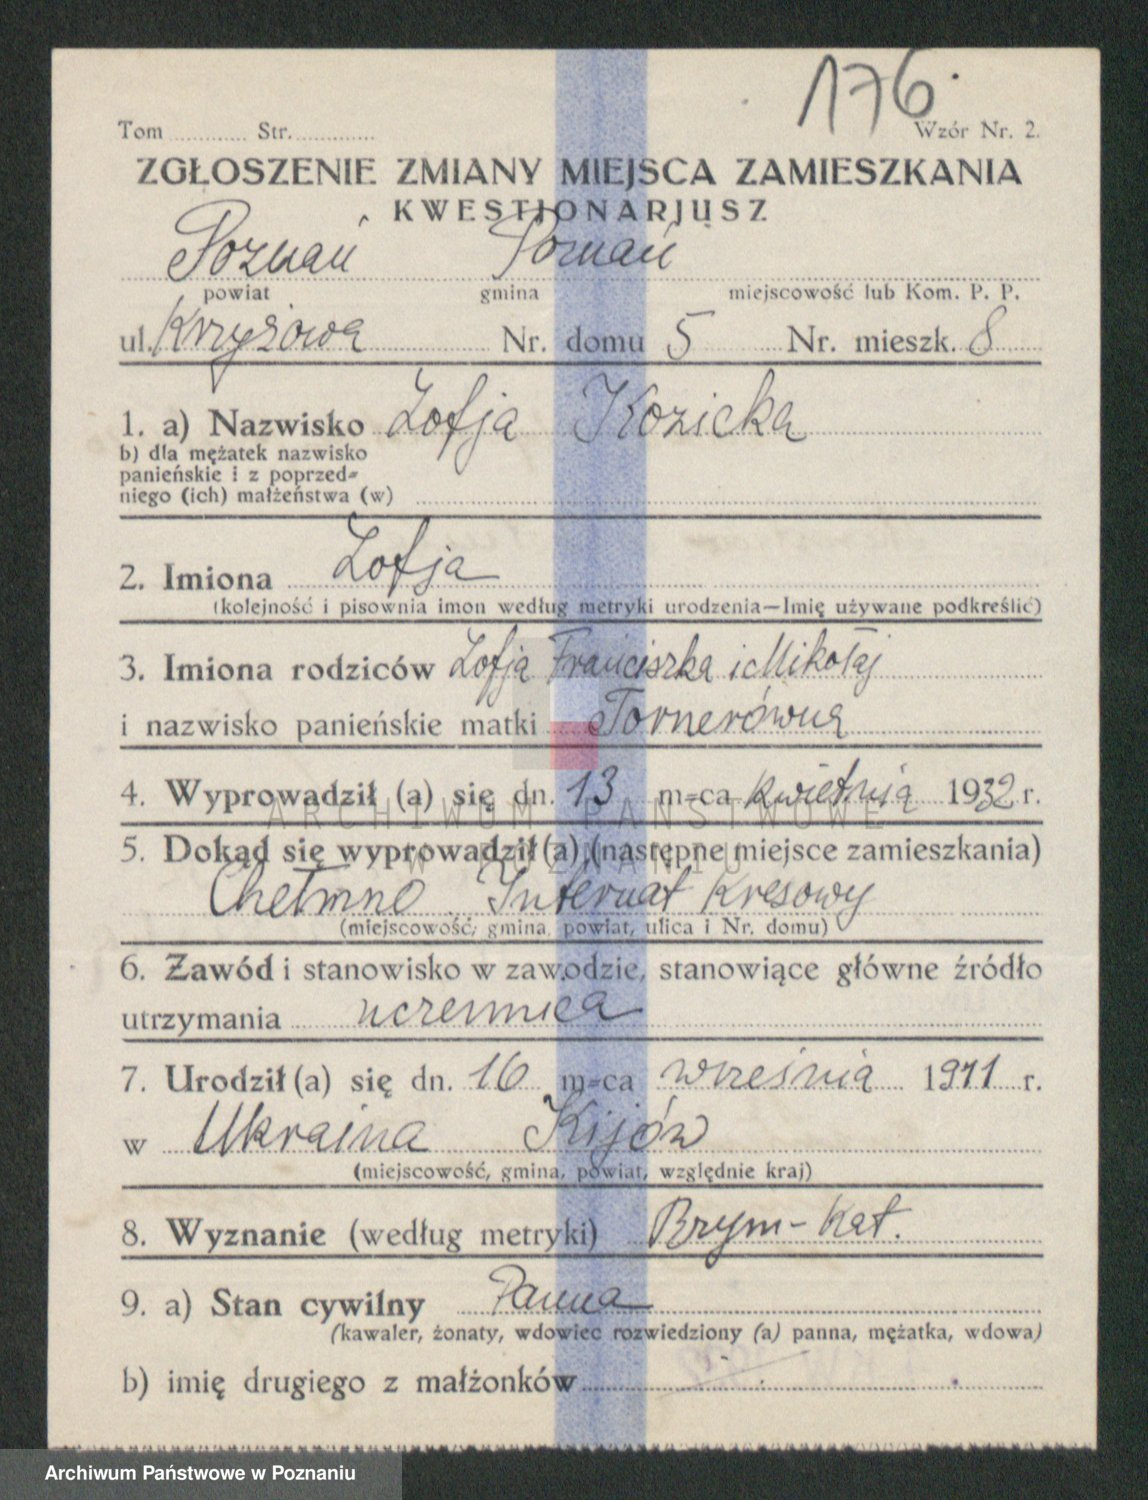 176.
Tom ............ Str. ............ Wzór Nr. 2.
ZGŁOSZENIE ZMIANY MIEJSCA ZAMIESZKANIA
KWESTJONARJUSZ
Poznań Poznań
powiat gmina miejscowość lub Kom. P. P.
ul. Krzyżowa Nr. domu 5 Nr. mieszk. 8
1. a) Nazwisko Zofja Kozicka
b) dla mężatek nazwisko
panieńskie i z poprzed-
niego (ich) małżeństwa (w)
2. Imiona Zofja
(kolejność i pisownia imon według metryki urodzenia—Imię używane podkreślić)
3. Imiona rodziców Zofja Franciszka i Mikołaj
i nazwisko panieńskie matki Tornerówna
4. Wyprowadził (a) się dn. 13 m-ca kwietnia 1932 r.
ARCHIWUM PAŃSTWOWE
W POZNANIU
5. Dokąd się wyprowadził (a) (następne miejsce zamieszkania)
Chełmno Internat Kresowy
(miejscowość, gmina, powiat, ulica i Nr. domu)
6. Zawód i stanowisko w zawodzie, stanowiące główne źródło
utrzymania uczennica
7. Urodził (a) się dn. 16 m-ca września 1911 r.
w Ukraina Kijów
(miejscowość, gmina, powiat, względnie kraj)
8. Wyznanie (według metryki) Brzym-Kat.
9. a) Stan cywilny Panna
(kawaler, żonaty, wdowiec rozwiedziony (a) panna, mężatka, wdowa)
b) imię drugiego z małżonków
Archiwum Państwowe w Poznaniu